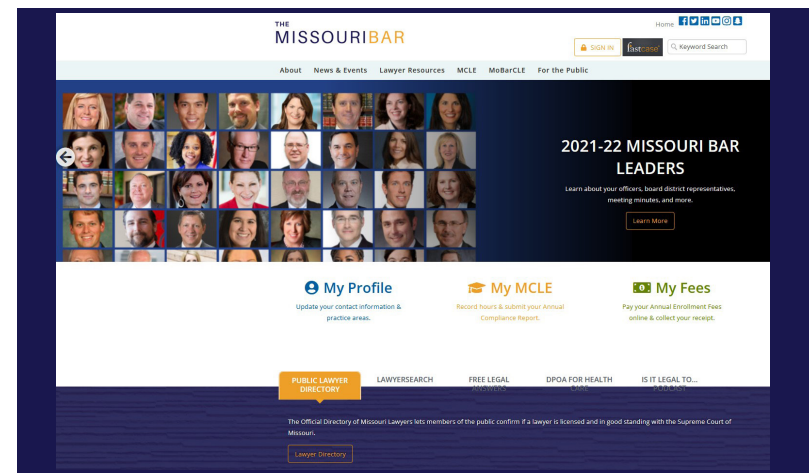 THE
MISSOURIBAR
Home
SIGN IN
fastcase
Keyword Search
About News & Events Lawyer Resources MCLE MoBarCLE For the Public
2021-22 MISSOURI BAR
LEADERS
Learn about your officers, board district representatives,
meeting minutes, and more.
Learn More
My Profile
Update your contact information &
practice areas.
My MCLE
Record hours & submit your Annual
Compliance Report.
My Fees
Pay your Annual Enrollment Fees
online & collect your receipt.
PUBLIC LAWYER
DIRECTORY
LAWYERSEARCH
FREE LEGAL
ANSWERS
DPOA FOR HEALTH
CARE
IS IT LEGAL TO...
PODCAST
The Official Directory of Missouri Lawyers lets members of the public confirm if a lawyer is licensed and in good standing with the Supreme Court of
Missouri.
Lawyer Directory